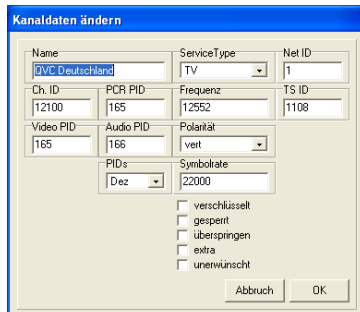 Kanaldaten ändern
Name ServiceType Net ID
QVC Deutschland TV 1
Ch. ID PCR PID Frequenz TS ID
12100 165 12552 1108
Video PID Audio PID Polarität
165 166 vert
PIDs Symbolrate
Dez 22000
verschlüsselt
gesperrt
überspringen
extra
unerwünscht
Abbruch OK